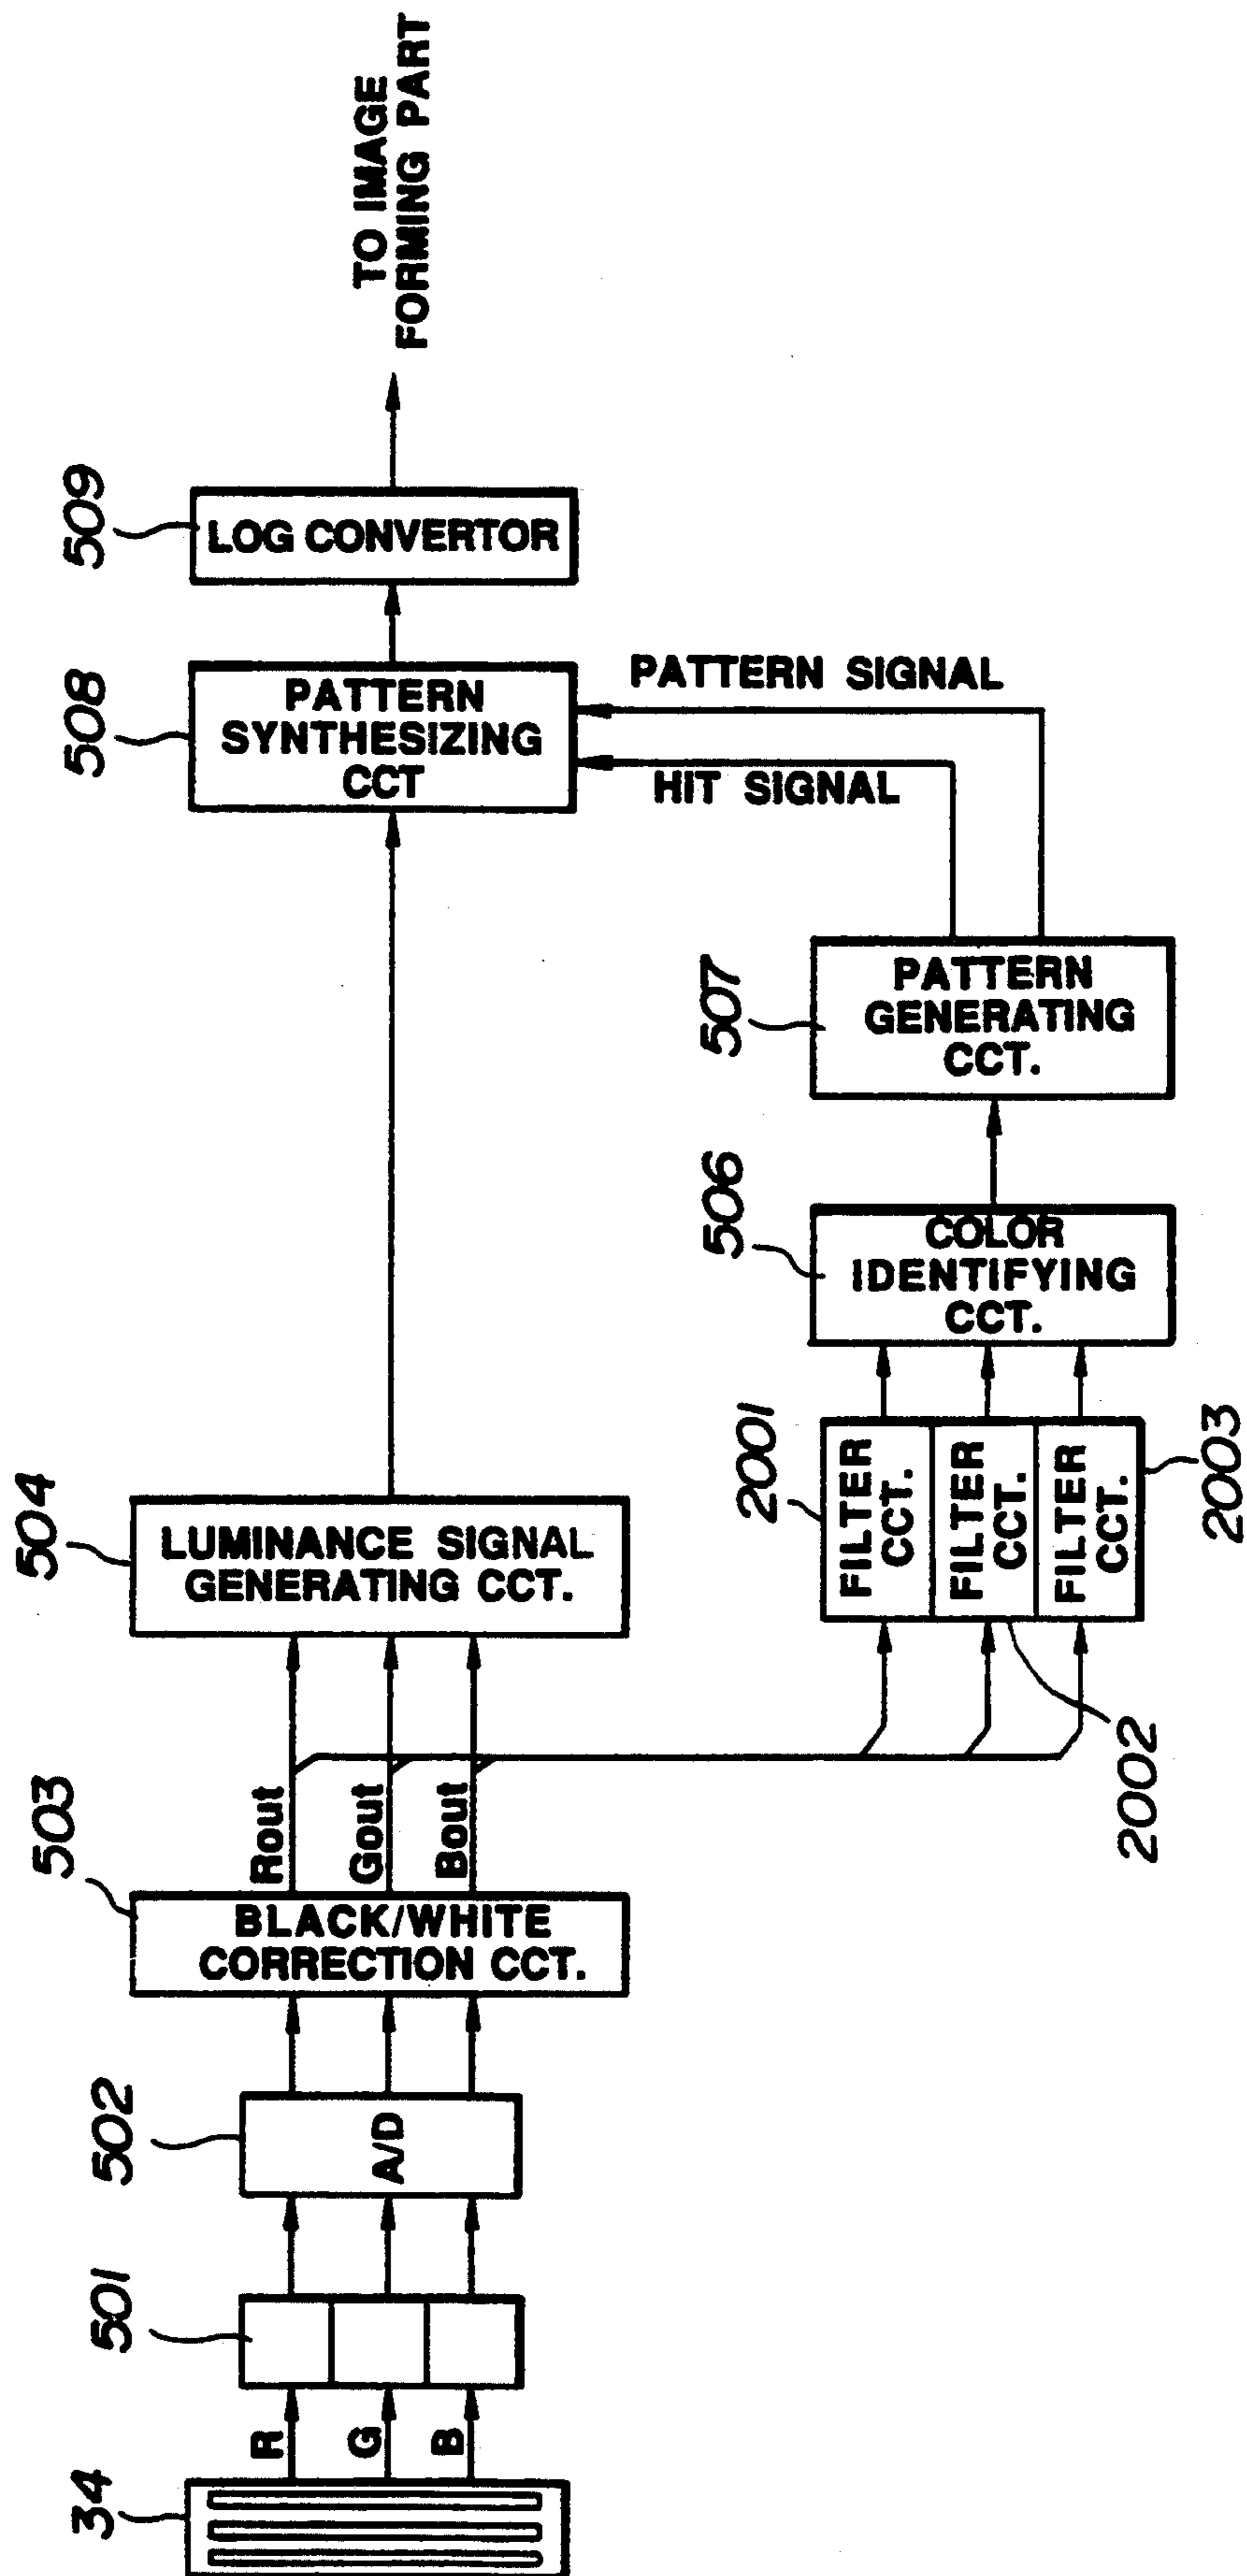 34
R
G
B
501
502
A/D
503
BLACK/WHITE
CORRECTION CCT.
Rout
Gout
Bout
504
LUMINANCE SIGNAL
GENERATING CCT.
2001
FILTER
CCT.
FILTER
CCT.
FILTER
CCT.
2002
2003
506
COLOR
IDENTIFYING
CCT.
507
PATTERN
GENERATING
CCT.
HIT SIGNAL
PATTERN SIGNAL
508
PATTERN
SYNTHESIZING
CCT
509
LOG CONVERTOR
TO IMAGE
FORMING PART